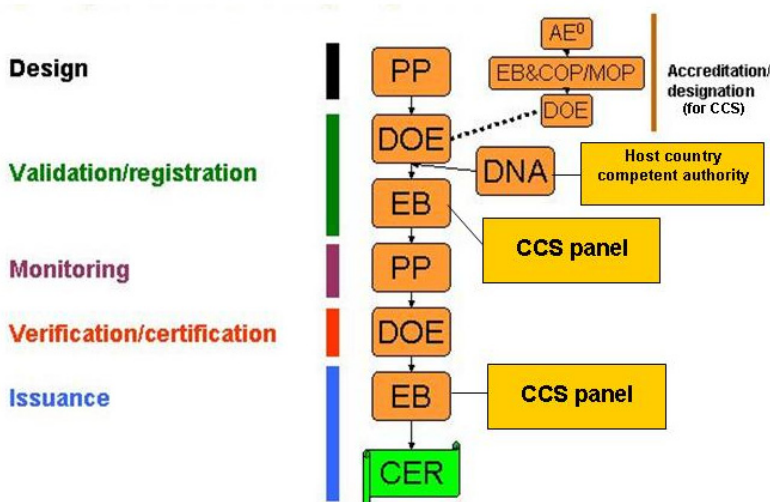 AE⁰
Design
PP
EB&COP/MOP
Accreditation/
designation
(for CCS)
DOE
DOE
Validation/registration
DNA
Host country
competent authority
EB
CCS panel
Monitoring
PP
Verification/certification
DOE
Issuance
EB
CCS panel
CER